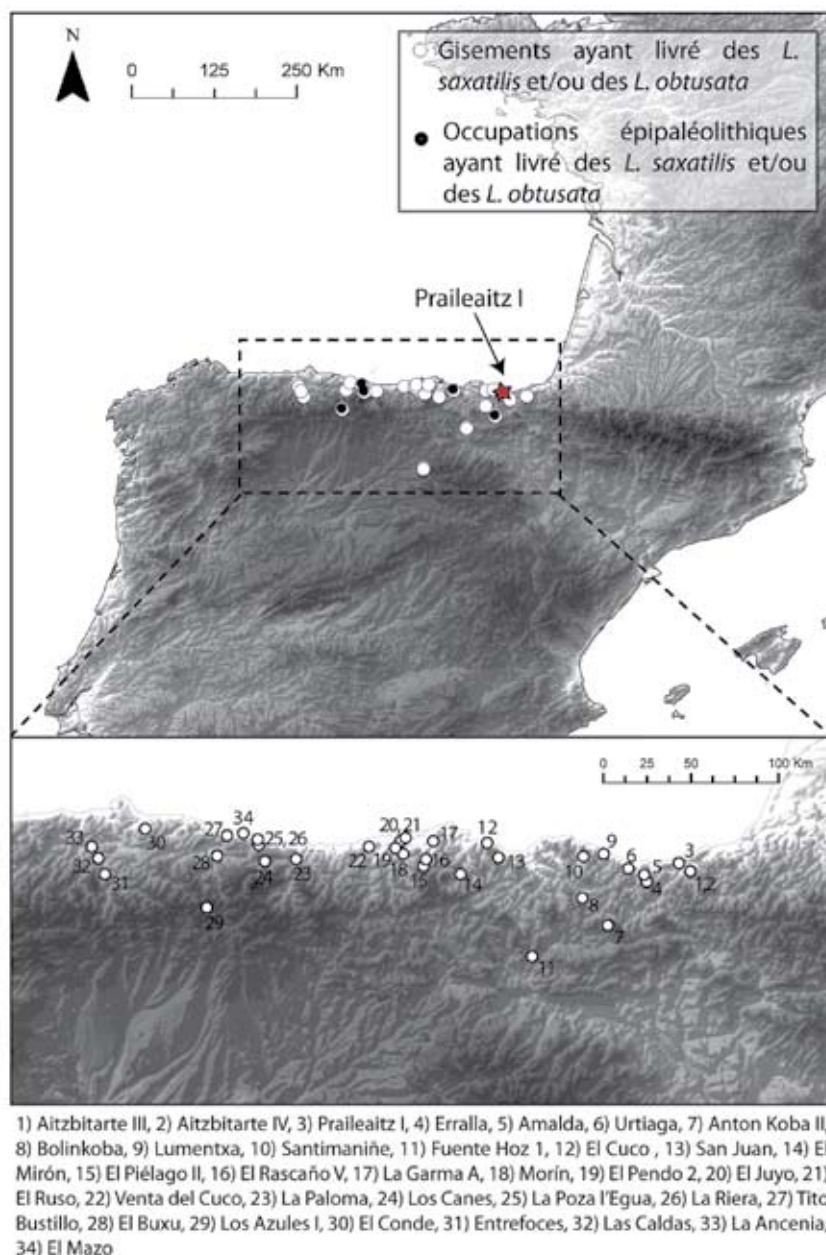 N
0 125 250 Km
Gisements ayant livré des L.
saxatilis et/ou des L. obtusata
Occupations épipaléolithiques
ayant livré des L. saxatilis et/ou
des L. obtusata
Praileaitz I
0 50 100 Km
33 32 31 30 29 28 27 34 25 26 24 23 22 20 21 19 18 17 16 15 14 12 13 11 10 9 8 7 6 5 4 3 1,2
1) Aitzbitarte III, 2) Aitzbitarte IV, 3) Praileaitz I, 4) Erralla, 5) Amalda, 6) Urtiaga, 7) Anton Koba II,
8) Bolinkoba, 9) Lumentxa, 10) Santimaniñe, 11) Fuente Hoz 1, 12) El Cuco , 13) San Juan, 14) El
Mirón, 15) El Piélago II, 16) El Rascaño V, 17) La Garma A, 18) Morín, 19) El Pendo 2, 20) El Juyo, 21)
El Ruso, 22) Venta del Cuco, 23) La Paloma, 24) Los Canes, 25) La Poza l'Egua, 26) La Riera, 27) Tito
Bustillo, 28) El Buxu, 29) Los Azules I, 30) El Conde, 31) Entrefoces, 32) Las Caldas, 33) La Ancenia,
34) El Mazo